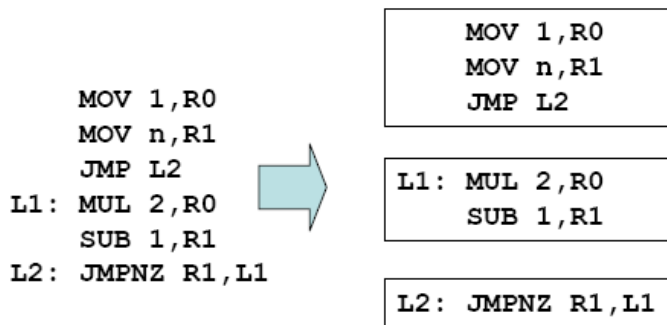 MOV 1,R0
MOV n,R1
JMP L2
L1: MUL 2,R0
SUB 1,R1
L2: JMPNZ R1,L1
MOV 1,R0
MOV n,R1
JMP L2
L1: MUL 2,R0
SUB 1,R1
L2: JMPNZ R1,L1